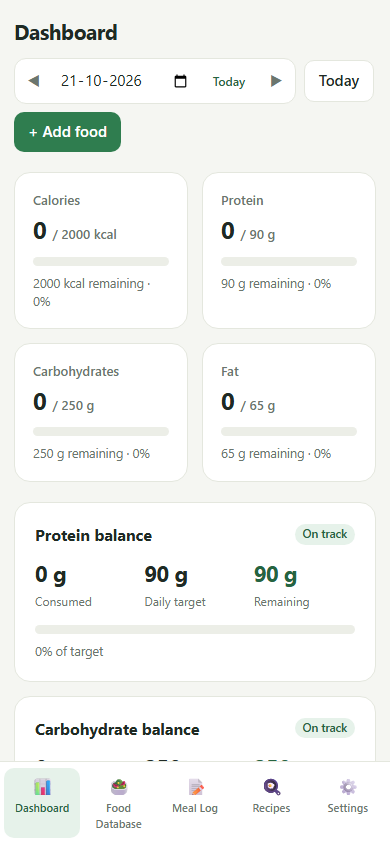 Dashboard
◀ 21-10-2026 Today ▶ Today
+ Add food
Calories
0 / 2000 kcal
2000 kcal remaining ·
0%
Protein
0 / 90 g
90 g remaining · 0%
Carbohydrates
0 / 250 g
250 g remaining · 0%
Fat
0 / 65 g
65 g remaining · 0%
Protein balance On track
0 g 90 g 90 g
Consumed Daily target Remaining
0% of target
Carbohydrate balance On track
Dashboard
Food
Database
Meal Log
Recipes
Settings